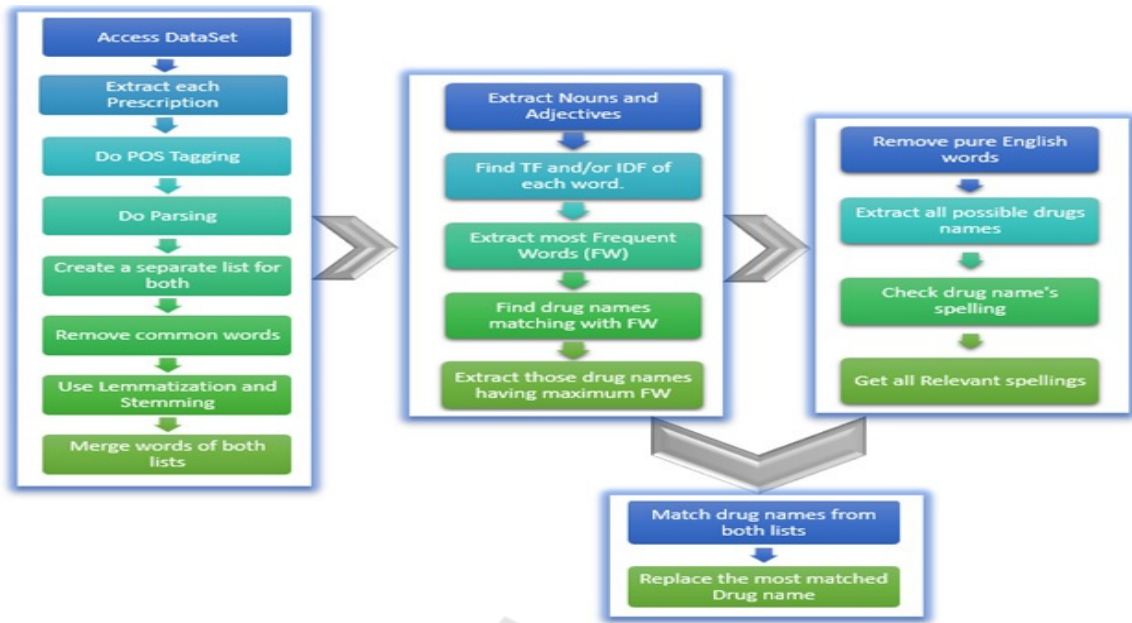 Access DataSet
Extract each
Prescription
Do POS Tagging
Do Parsing
Create a separate list for
both
Remove common words
Use Lemmatization and
Stemming
Merge words of both
lists
Extract Nouns and
Adjectives
Find TF and/or IDF of
each word.
Extract most Frequent
Words (FW)
Find drug names
matching with FW
Extract those drug names
having maximum FW
Remove pure English
words
Extract all possible drugs
names
Check drug name's
spelling
Get all Relevant spellings
Match drug names from
both lists
Replace the most matched
Drug name